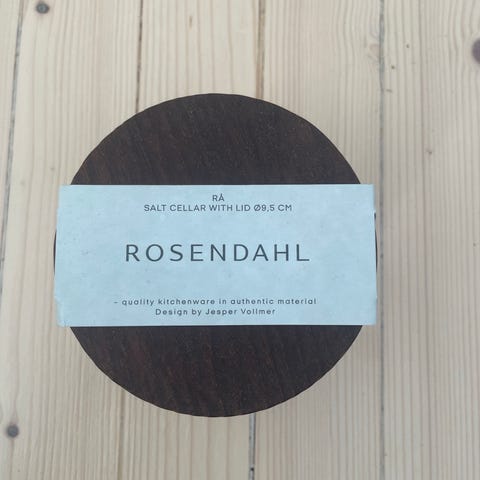 RÅ
SALT CELLAR WITH LID Ø9,5 CM
ROSENDAHL
- quality kitchenware in authentic material
Design by Jesper Vollmer